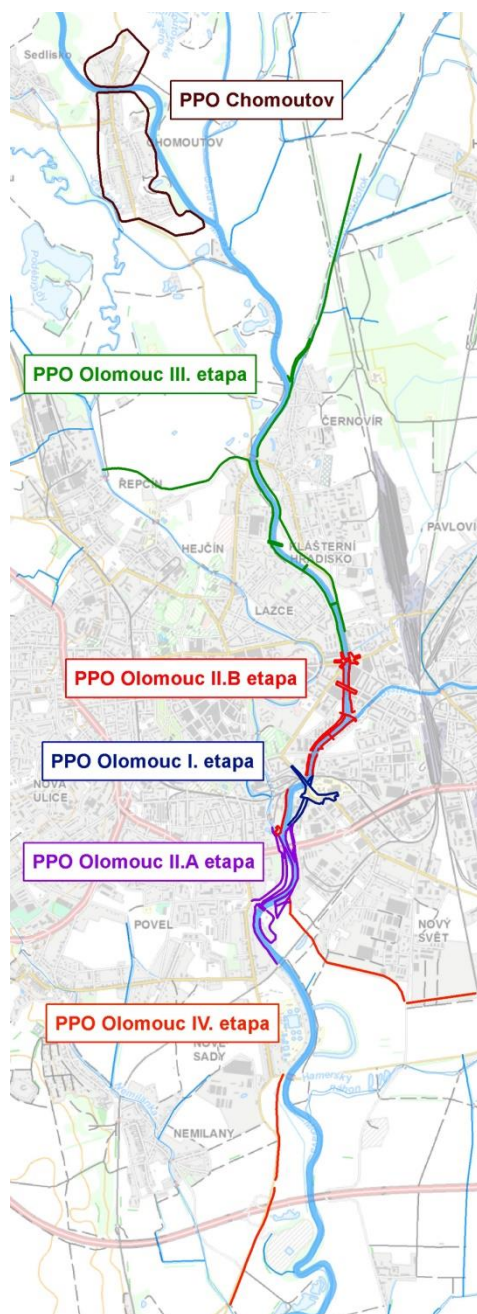 Sedlisko
PPO Chomoutov
CHOMOUTOV
PPO Olomouc III. etapa
ČERNOVÍR
ŘEPČÍN
PAVLOVI
HEJČÍN
KLÁŠTERNÍ
HRADISKO
LAZCE
PPO Olomouc II.B etapa
PPO Olomouc I. etapa
NOVÁ
ULICE
PPO Olomouc II.A etapa
POVEL
NOVÝ
SVĚT
PPO Olomouc IV. etapa
NOVÉ
SADY
Hamerský
náhon
NEMILANY